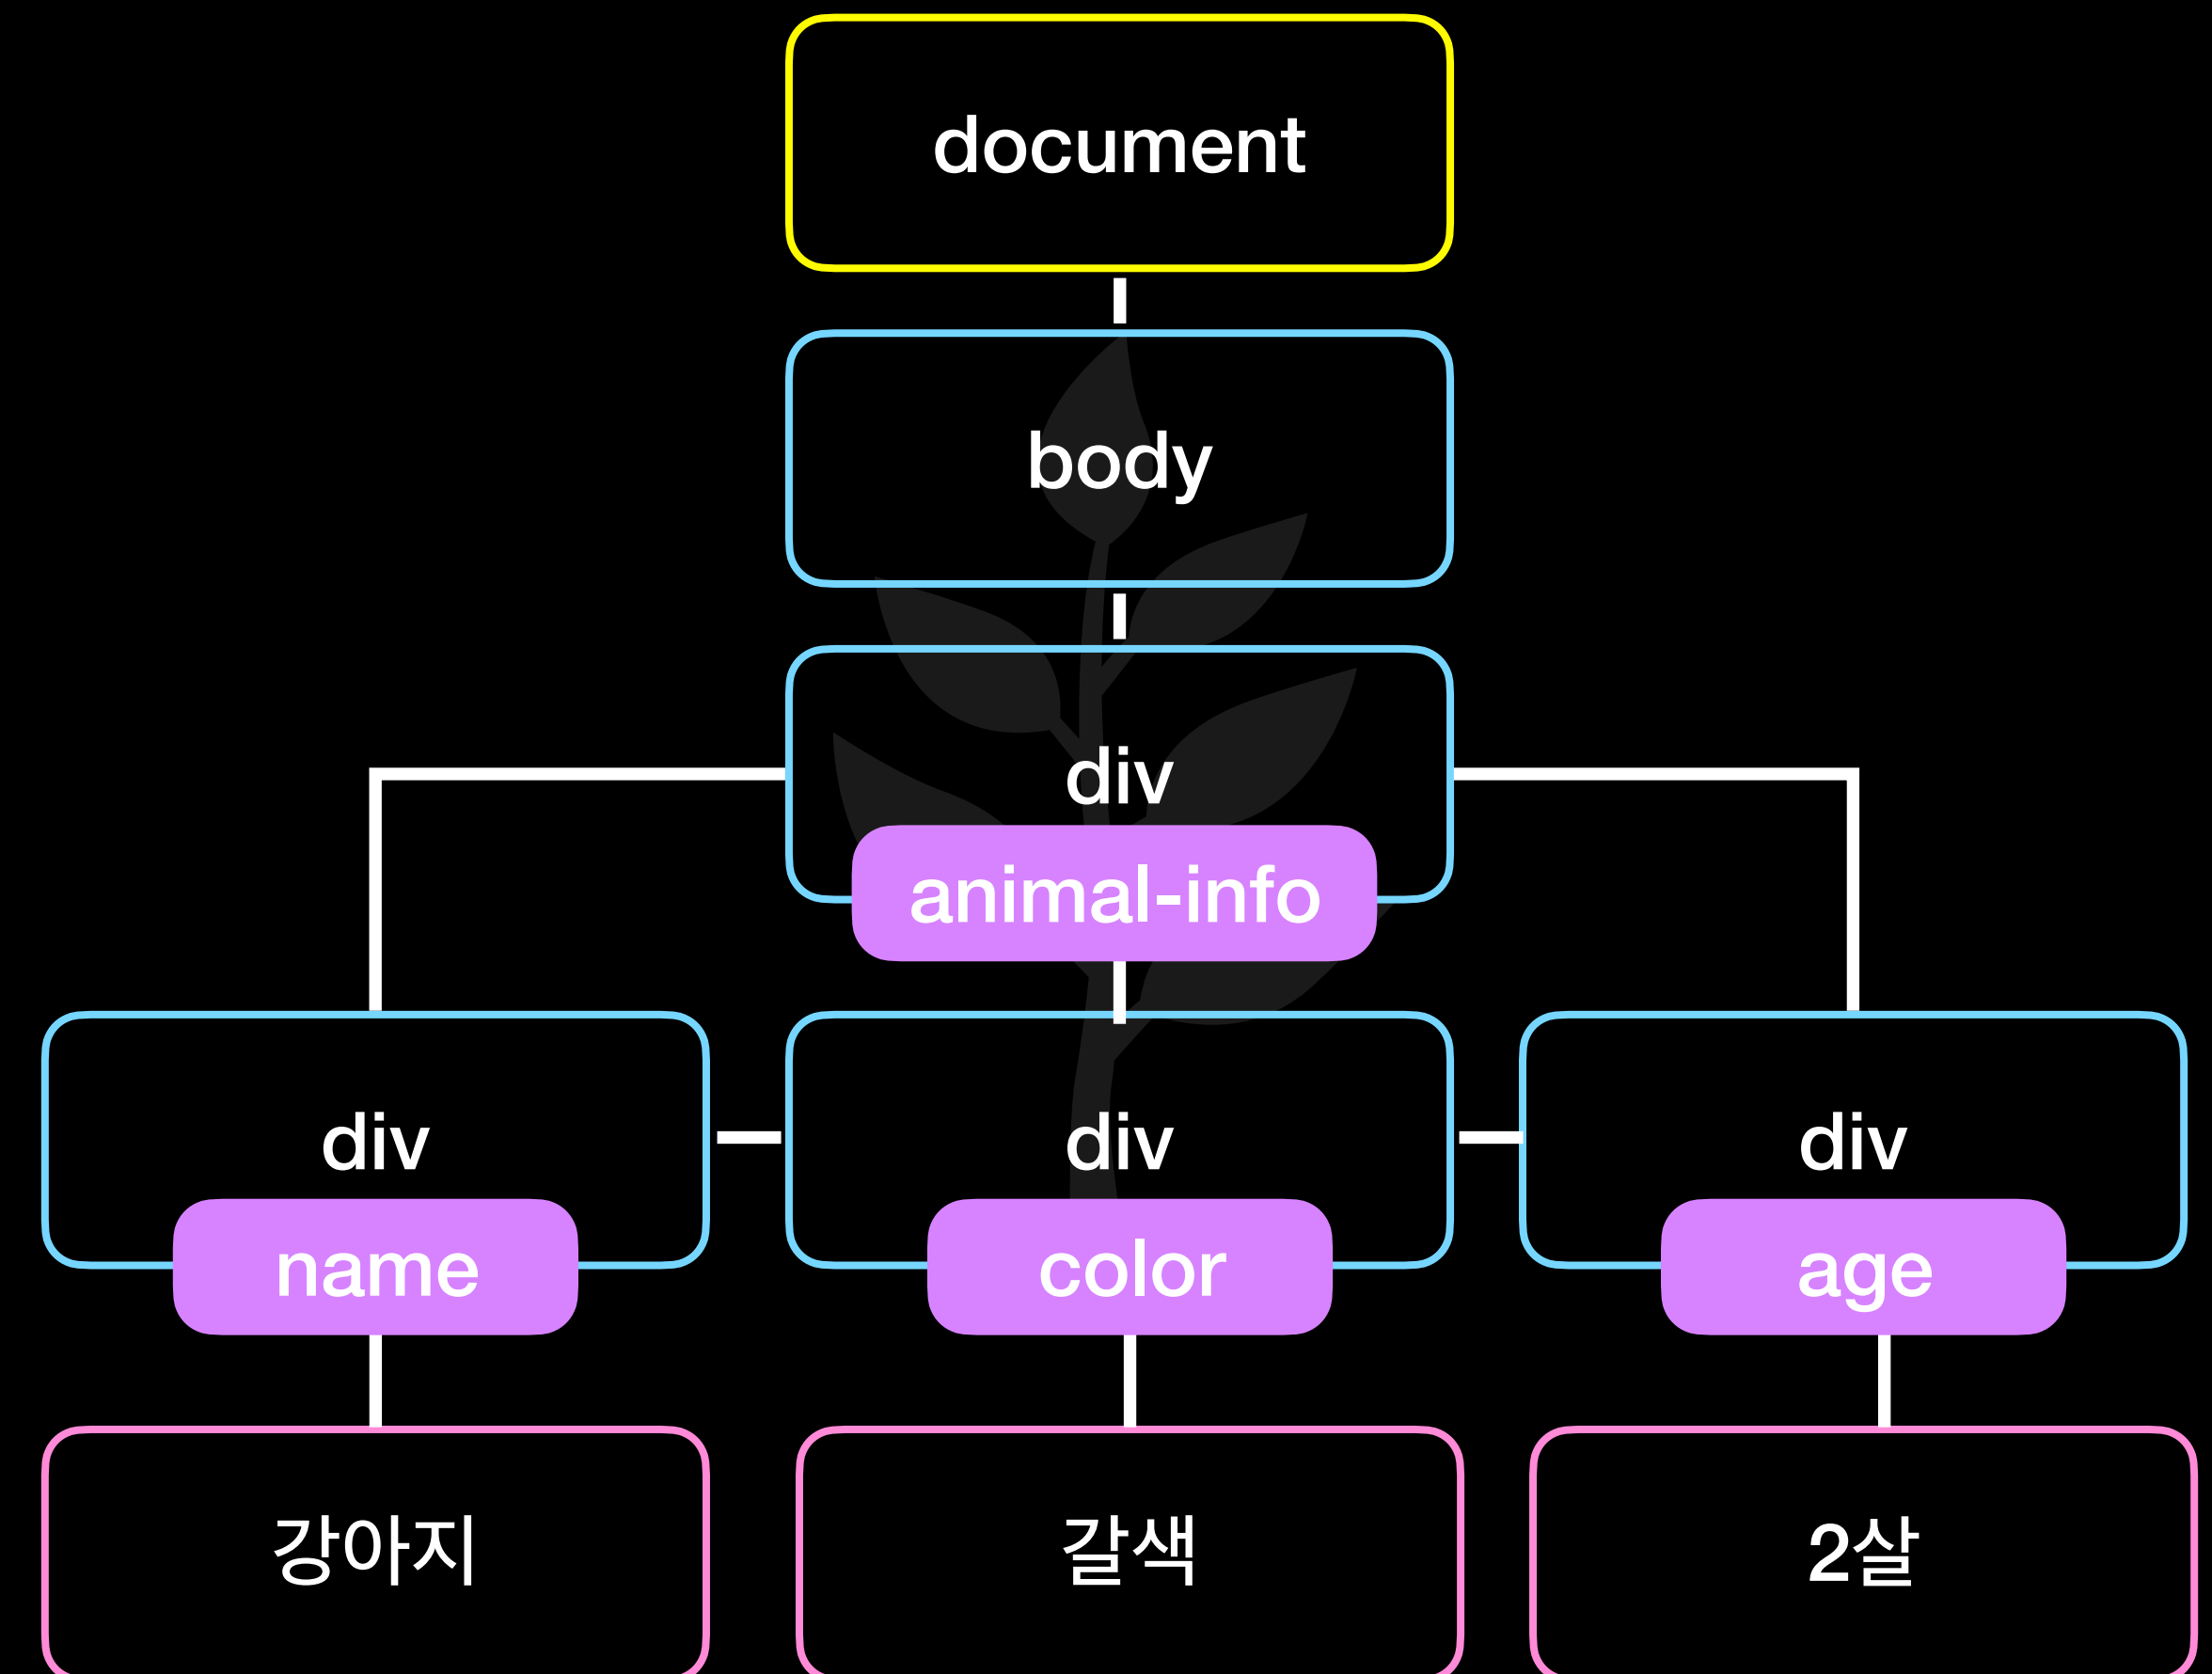 document
body
div
animal-info
div
div
div
name
color
age
강아지
갈색
2살